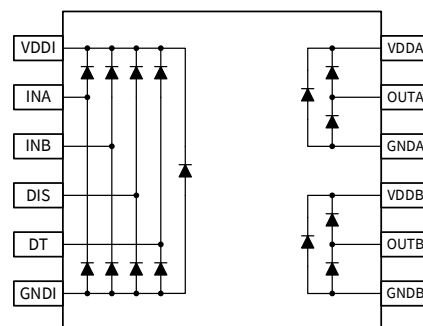 VDDI
INA
INB
DIS
DT
GNDI
VDDA
OUTA
GNDA
VDDB
OUTB
GNDB